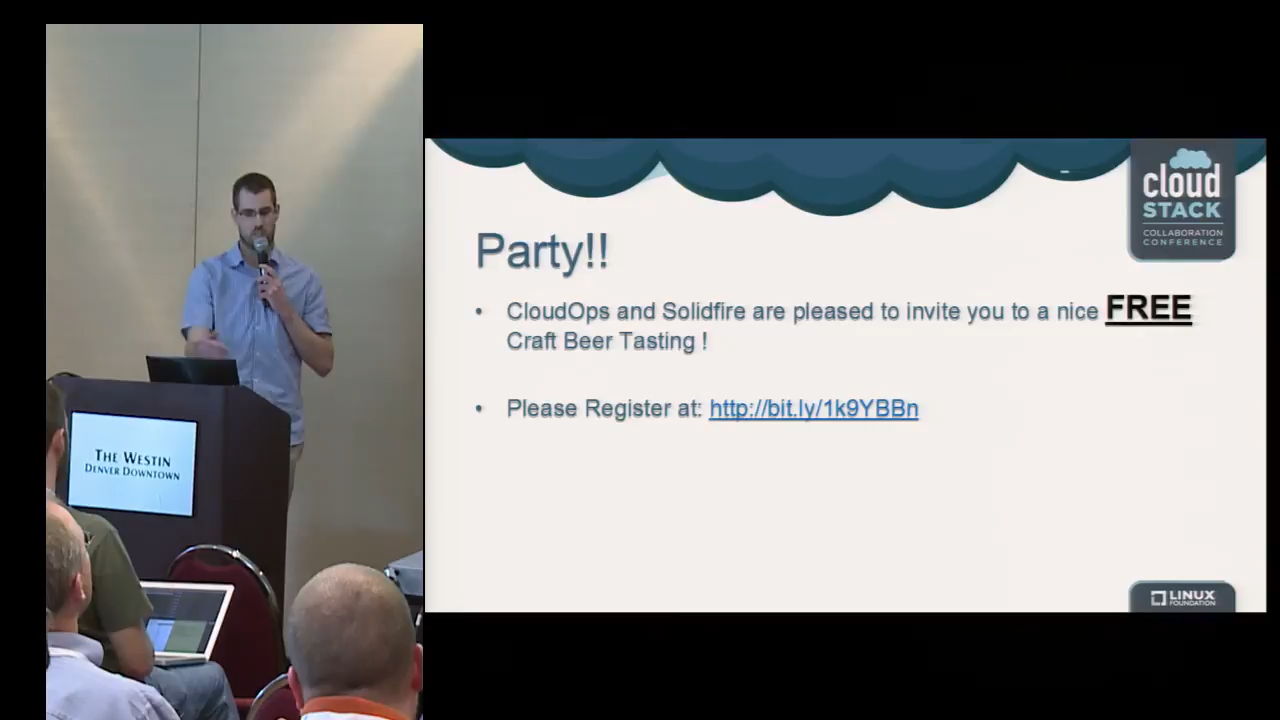 cloud
STACK
COLLABORATION
CONFERENCE
Party!!
• CloudOps and Solidfire are pleased to invite you to a nice FREE
Craft Beer Tasting !
• Please Register at: http://bit.ly/1k9YBBn
THE WESTIN
DENVER DOWNTOWN
LINUX
FOUNDATION